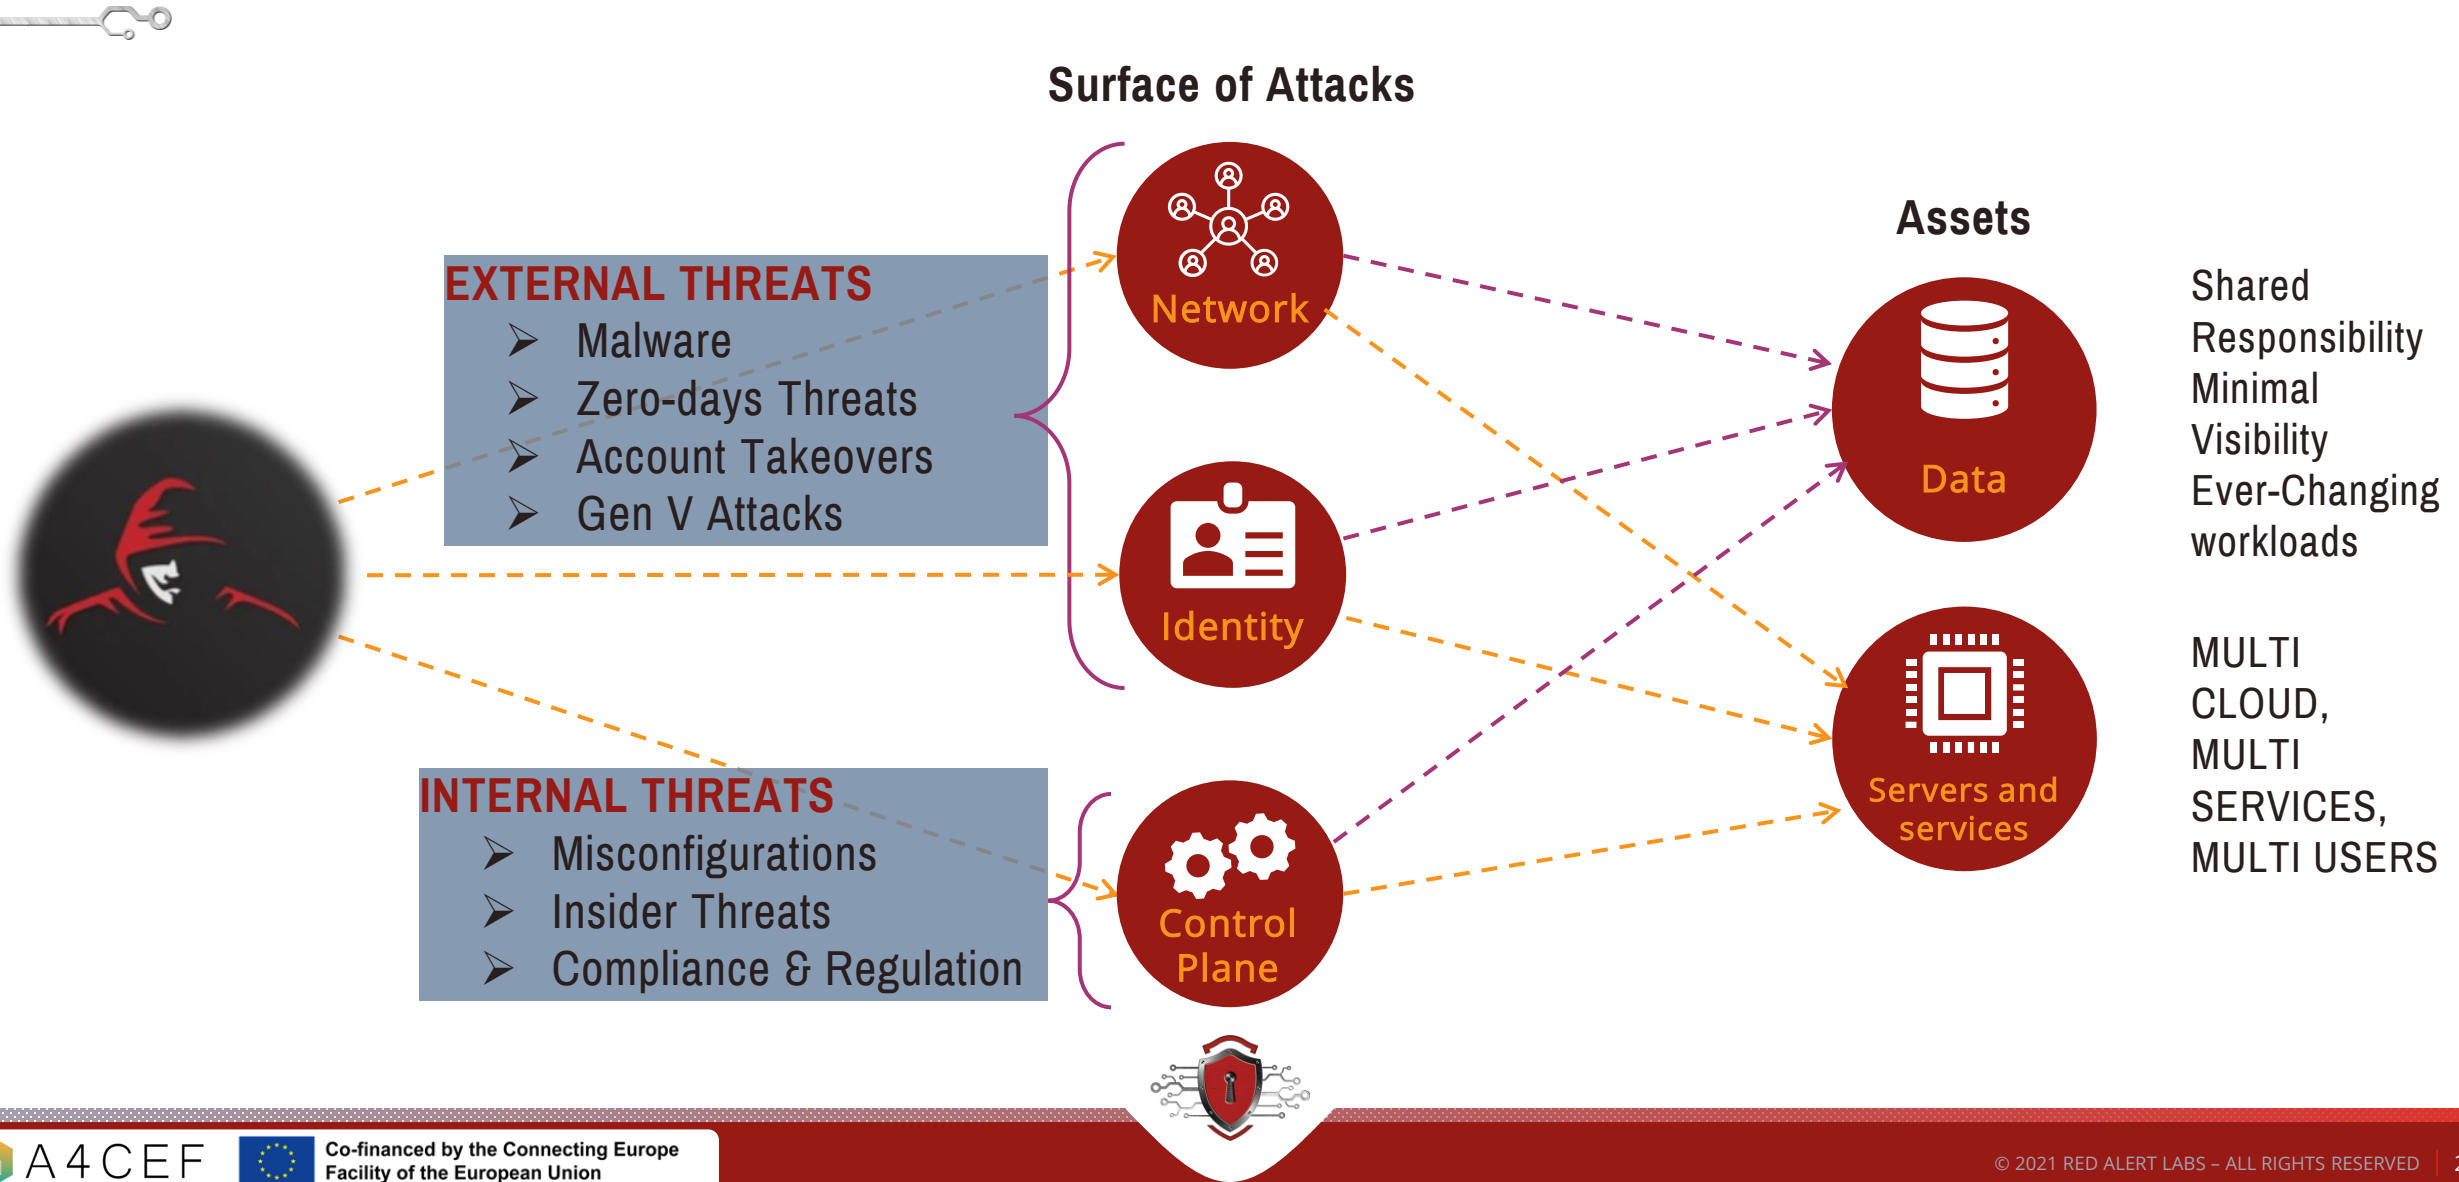 Surface of Attacks
EXTERNAL THREATS
➢ Malware
➢ Zero-days Threats
➢ Account Takeovers
➢ Gen V Attacks
INTERNAL THREATS
➢ Misconfigurations
➢ Insider Threats
➢ Compliance & Regulation
Network
Identity
Control
Plane
Assets
Data
Servers and
services
Shared
Responsibility
Minimal
Visibility
Ever-Changing
workloads
MULTI
CLOUD,
MULTI
SERVICES,
MULTI USERS
A4CEF
Co-financed by the Connecting Europe
Facility of the European Union
© 2021 RED ALERT LABS – ALL RIGHTS RESERVED